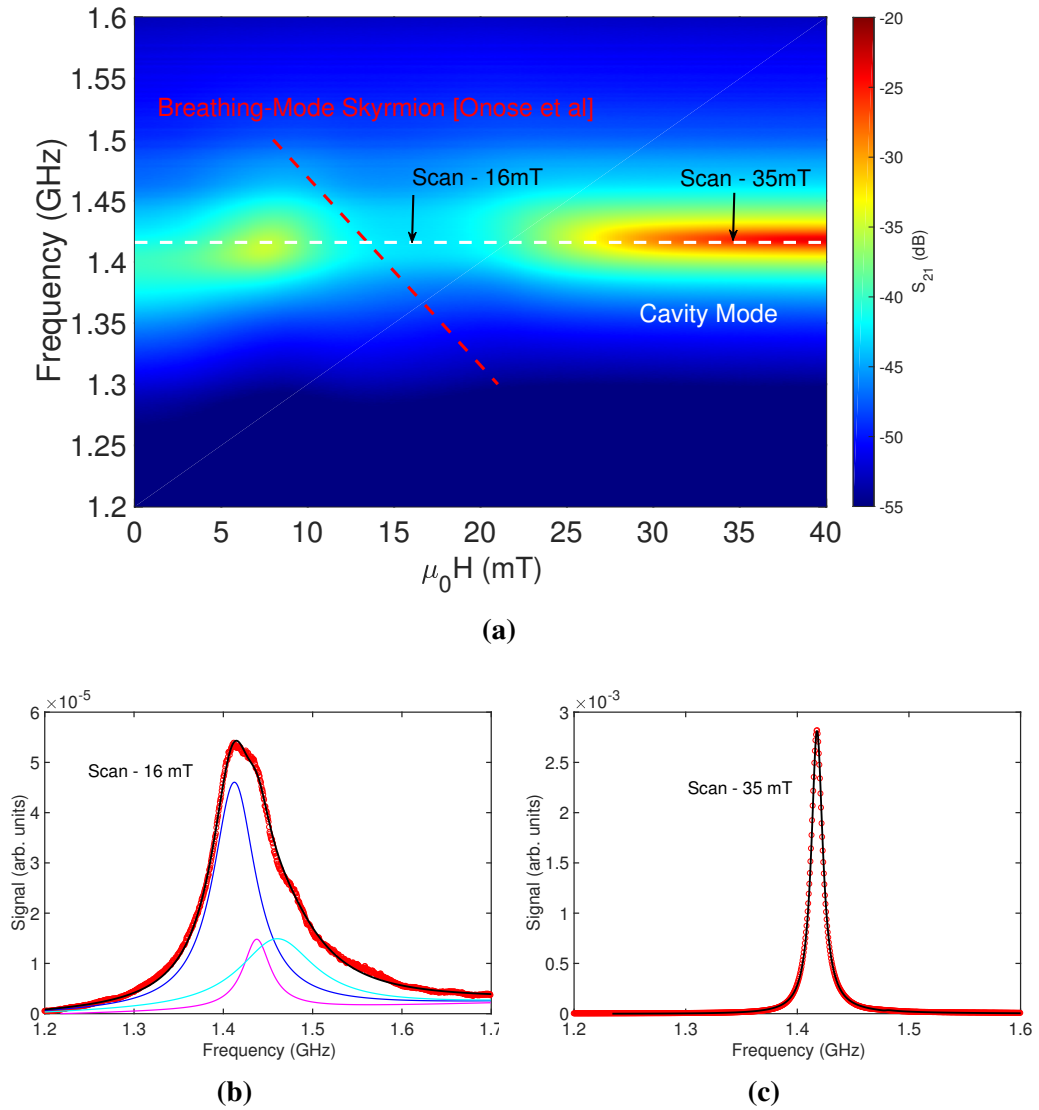 (a)
1.6
1.55
1.5
1.45
1.4
1.35
1.3
1.25
1.2
Frequency (GHz)
Breathing-Mode Skyrmion [Onose et al]
Scan - 16mT
Scan - 35mT
Cavity Mode
0 5 10 15 20 25 30 35 40
μ0H (mT)
-20
-25
-30
-35
-40
-45
-50
-55
S21 (dB)
(a)
×10-5
6
5
4
3
2
1
0
Signal (arb. units)
Scan - 16 mT
1.2 1.3 1.4 1.5 1.6 1.7
Frequency (GHz)
(b)
×10-3
3
2.5
2
1.5
1
0.5
0
Signal (arb. units)
Scan - 35 mT
1.2 1.3 1.4 1.5 1.6
Frequency (GHz)
(c)